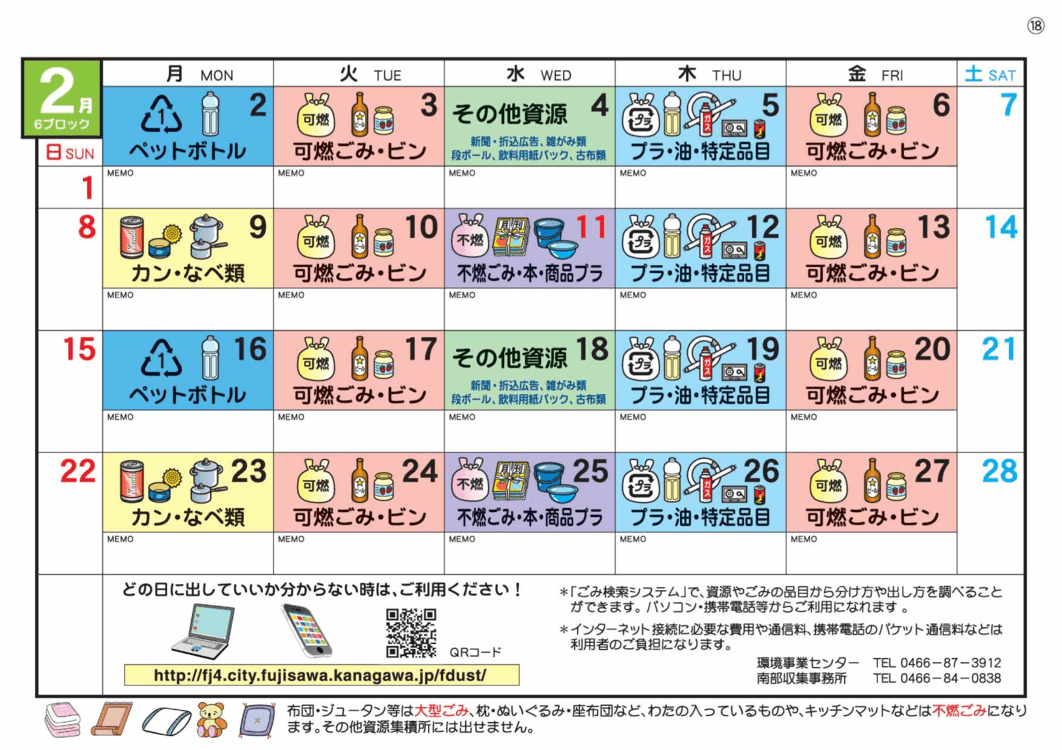 ⑱
2月
6ブロック
月 MON
火 TUE
水 WED
木 THU
金 FRI
土 SAT
日 SUN
1
2
ペットボトル
MEMO
可燃
3
可燃ごみ・ビン
MEMO
その他資源 4
新聞・折込広告、雑がみ類
段ボール、飲料用紙パック、古布類
MEMO
プラ
ガス
5
プラ・油・特定品目
MEMO
可燃
6
可燃ごみ・ビン
MEMO
7
8
9
カン・なべ類
MEMO
可燃
10
可燃ごみ・ビン
MEMO
不燃
月刊
11
不燃ごみ・本・商品プラ
MEMO
プラ
ガス
12
プラ・油・特定品目
MEMO
可燃
13
可燃ごみ・ビン
MEMO
14
15
1
16
ペットボトル
MEMO
可燃
17
可燃ごみ・ビン
MEMO
その他資源 18
新聞・折込広告、雑がみ類
段ボール、飲料用紙パック、古布類
MEMO
プラ
ガス
19
プラ・油・特定品目
MEMO
可燃
20
可燃ごみ・ビン
MEMO
21
22
23
カン・なべ類
MEMO
可燃
24
可燃ごみ・ビン
MEMO
不燃
月刊
25
不燃ごみ・本・商品プラ
MEMO
プラ
ガス
26
プラ・油・特定品目
MEMO
可燃
27
可燃ごみ・ビン
MEMO
28
どの日に出していいか分からない時は、ご利用ください！
QRコード
http://fj4.city.fujisawa.kanagawa.jp/fdust/
＊「ごみ検索システム」で、資源やごみの品目から分け方や出し方を調べること
ができます。パソコン・携帯電話等からご利用になれます 。
＊インターネット接続に必要な費用や通信料、携帯電話のパケット通信料などは
利用者のご負担になります。
環境事業センター TEL 0466−87−3912
南部収集事務所 TEL 0466−84−0838
布団・ジュータン等は大型ごみ、枕・ぬいぐるみ・座布団など、わたの入っているものや、キッチンマットなどは不燃ごみになり
ます。その他資源集積所には出せません。